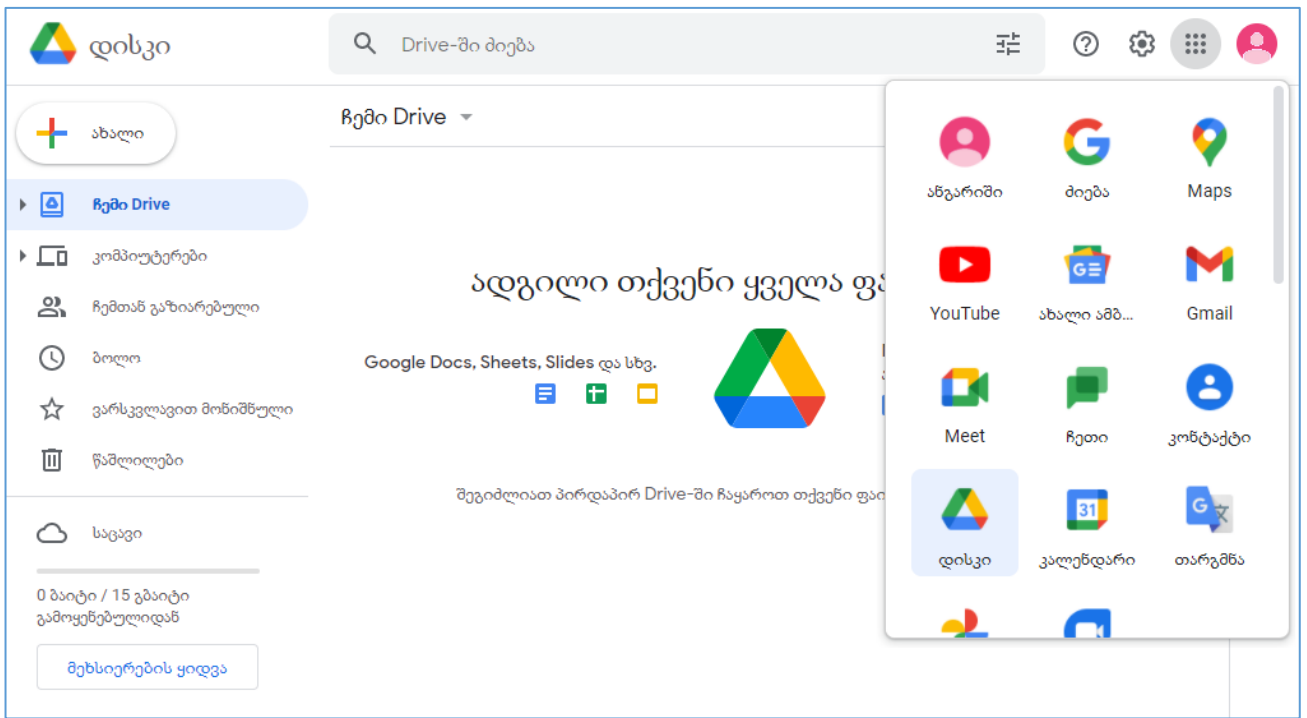 დისკი
Drive-ში ძიება
ახალი
ჩემი Drive
კომპიუტერები
ჩემთან გაზიარებული
ბოლო
ვარსკვლავით მონიშნული
წაშლილები
საცავი
0 ბაიტი / 15 გბაიტი
გამოყენებულიდან
მეხსიერების ყიდვა
ჩემი Drive
ადგილი თქვენი ყველა
Google Docs, Sheets, Slides და სხვ.
შეგიძლიათ პირდაპირ Drive-ში ჩაყაროთ თქვენი
ანგარიში
ძიება
Maps
YouTube
ახალი ამბ...
Gmail
Meet
ჩეთი
კონტაქტი
დისკი
31
კალენდარი
თარგმნა